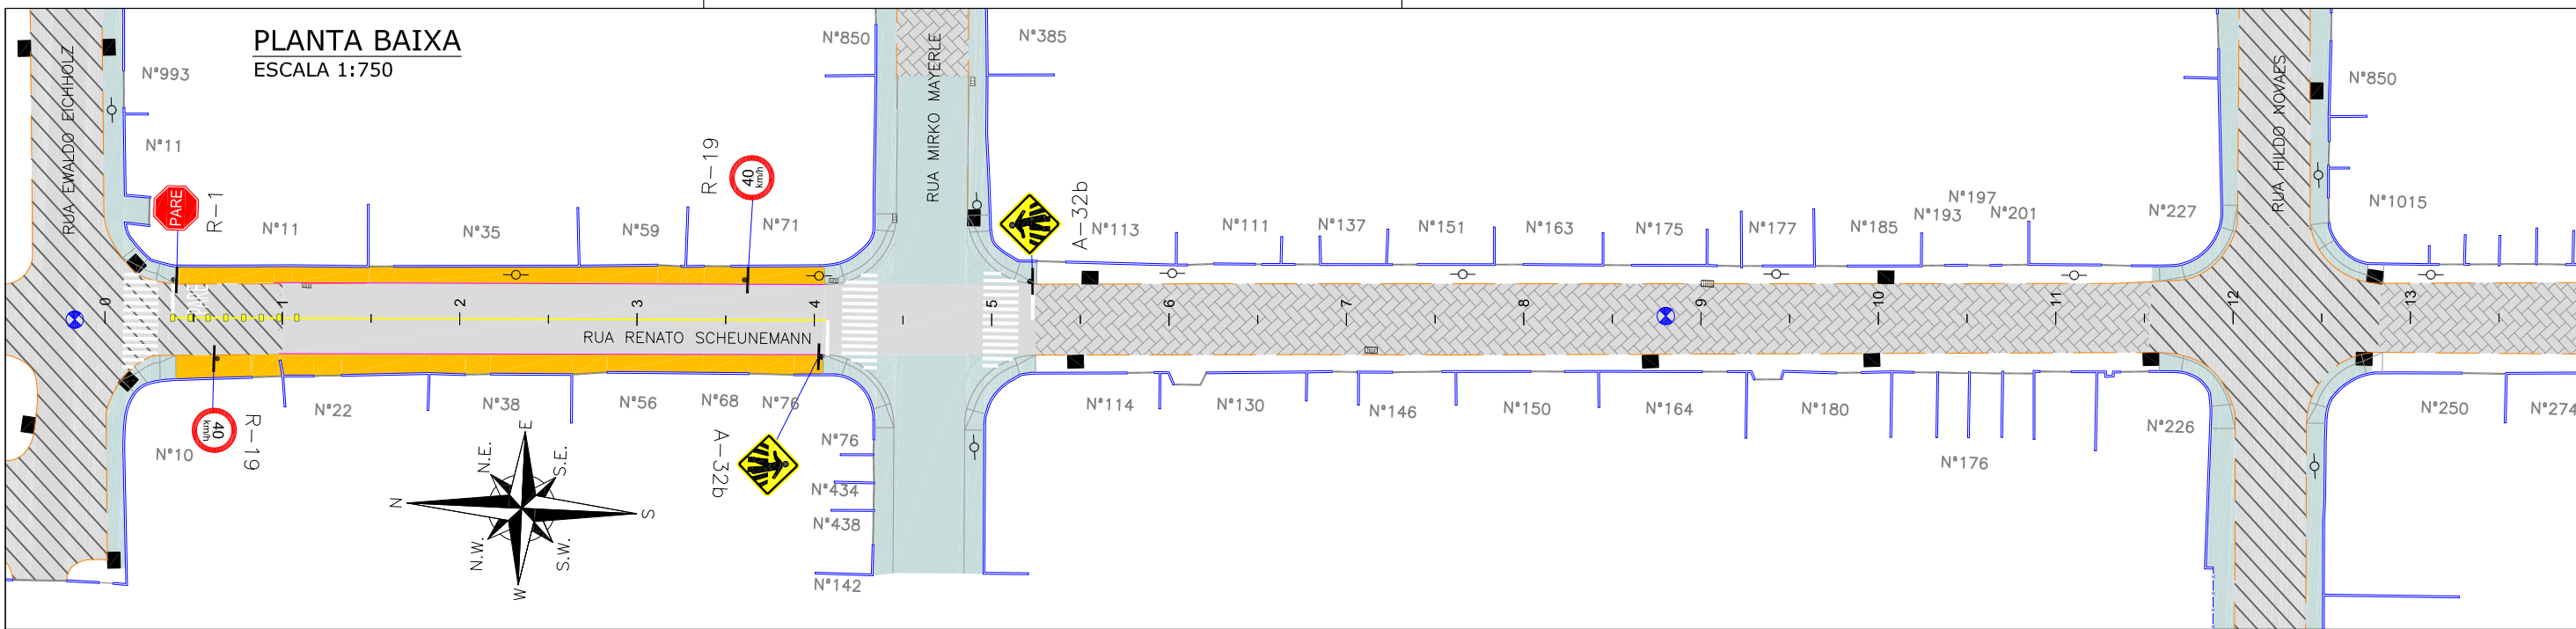 PLANTA BAIXA
ESCALA 1:750
RUA EWALDO EICHHOLZ
N°993
N°11
PARE
R-1
N°11
N°35
N°59
R-19
40
km/h
N°71
N°850
RUA MIRKO MAYERLE
N°385
A-32b
N°113
N°111
N°137
N°151
N°163
N°175
N°177
N°185
N°193
N°197
N°201
N°227
RUA HILDO NOVAES
N°850
N°1015
PARE
0
1
2
3
4
5
6
7
8
9
10
11
12
13
RUA RENATO SCHEUNEMANN
N°10
40
km/h
R-19
N°22
N°38
N°56
N°68
N°76
A-32b
N°76
N°434
N°438
N°142
N°114
N°130
N°146
N°150
N°164
N°180
N°176
N°226
N°250
N°274
E
N.E.
S.E.
N
S
N.W.
S.W.
W